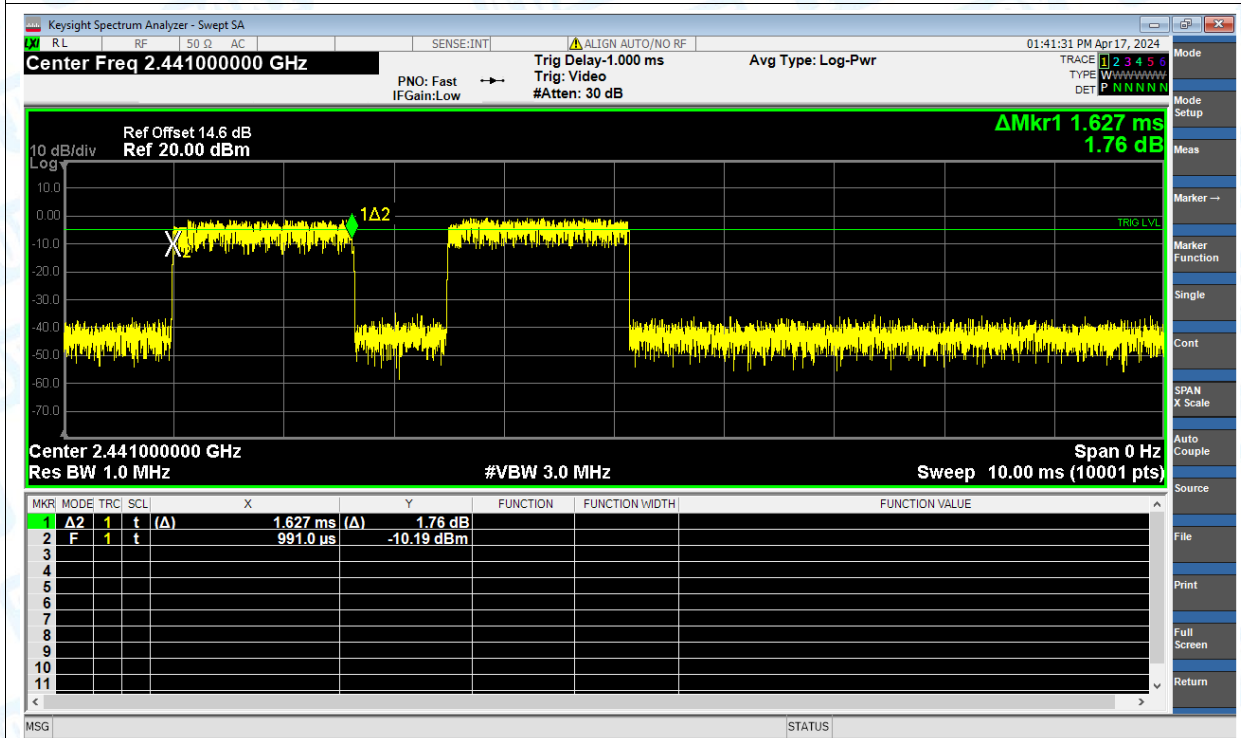 Keysight Spectrum Analyzer - Swept SA
LXI RL RF 50 Ω AC SENSE:INT ALIGN AUTO/NO RF 01:41:31 PM Apr 17, 2024
Center Freq 2.441000000 GHz
PNO: Fast
IFGain:Low
Trig Delay-1.000 ms
Trig: Video
#Atten: 30 dB
Avg Type: Log-Pwr
TRACE 1 2 3 4 5 6
TYPE WWWWWW
DET P N N N N N
Ref Offset 14.6 dB
Ref 20.00 dBm
10 dB/div
Log
ΔMkr1 1.627 ms
1.76 dB
10.0
0.00
-10.0
-20.0
-30.0
-40.0
-50.0
-60.0
-70.0
1Δ2
2
TRIG LVL
Center 2.441000000 GHz Span 0 Hz
Res BW 1.0 MHz #VBW 3.0 MHz Sweep 10.00 ms (10001 pts)
MKR MODE TRC SCL X Y FUNCTION FUNCTION WIDTH FUNCTION VALUE
1 Δ2 1 t (Δ) 1.627 ms (Δ) 1.76 dB
2 F 1 t 991.0 µs -10.19 dBm
3
4
5
6
7
8
9
10
11
MSG STATUS
Mode
Mode Setup
Meas
Marker →
Marker Function
Single
Cont
SPAN X Scale
Auto Couple
Source
File
Print
Full Screen
Return